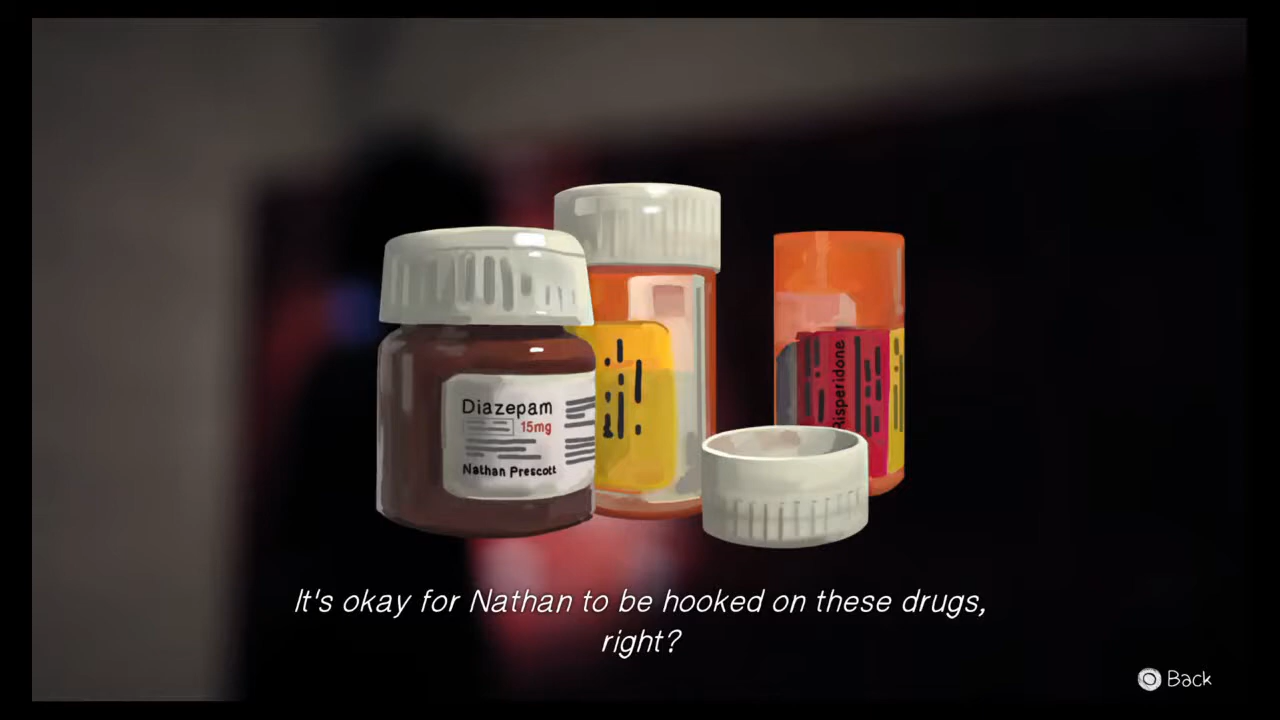 Diazepam
15mg
Nathan Prescott
Risperidone
It's okay for Nathan to be hooked on these drugs,
right?
Back